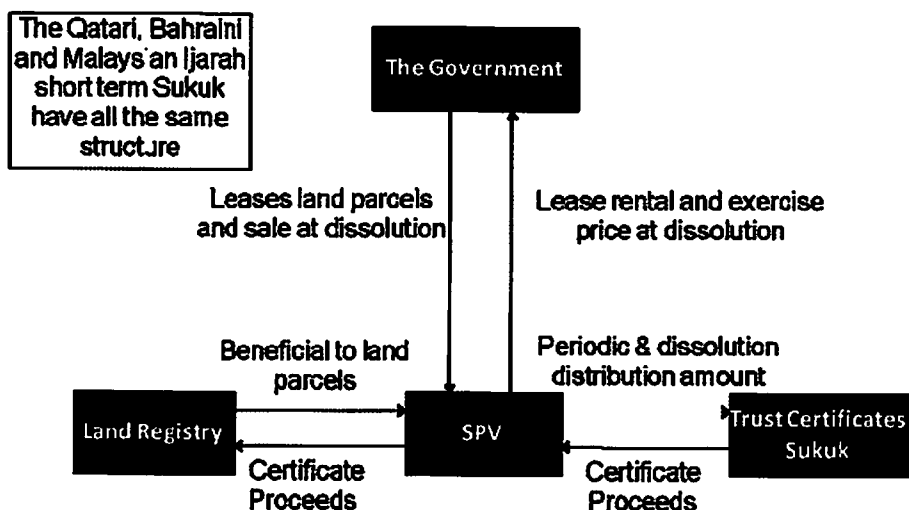 The Qatari, Bahraini
and Malays an Ijarah
short term Sukuk
have all the same
structure
The Government
Leases land parcels
and sale at dissolution
Lease rental and exercise
price at dissolution
Beneficial to land
parcels
Periodic & dissolution
distribution amount
Land Registry
SPV
Trust Certificates
Sukuk
Certificate
Proceeds
Certificate
Proceeds